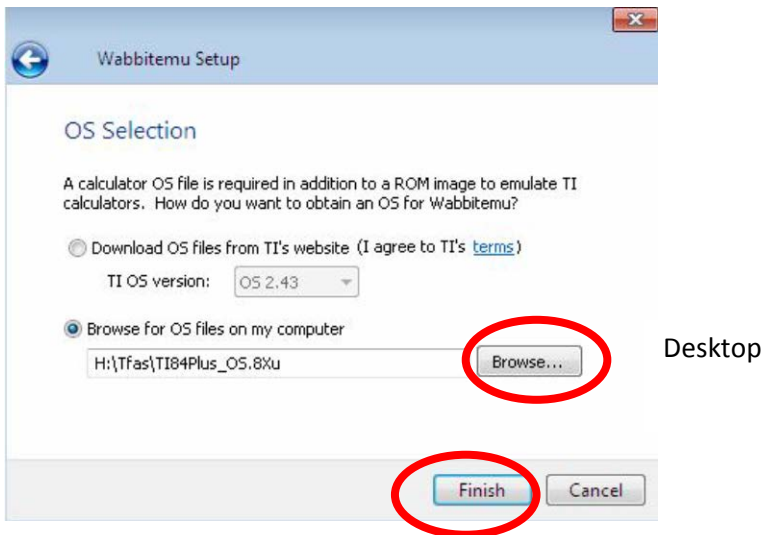 Wabbitemu Setup
OS Selection
A calculator OS file is required in addition to a ROM image to emulate TI
calculators. How do you want to obtain an OS for Wabbitemu?
Download OS files from TI's website (I agree to TI's terms)
TI OS version: OS 2.43
Browse for OS files on my computer
H:\Tfas\TI84Plus_OS.8Xu Browse...
Desktop
Finish Cancel